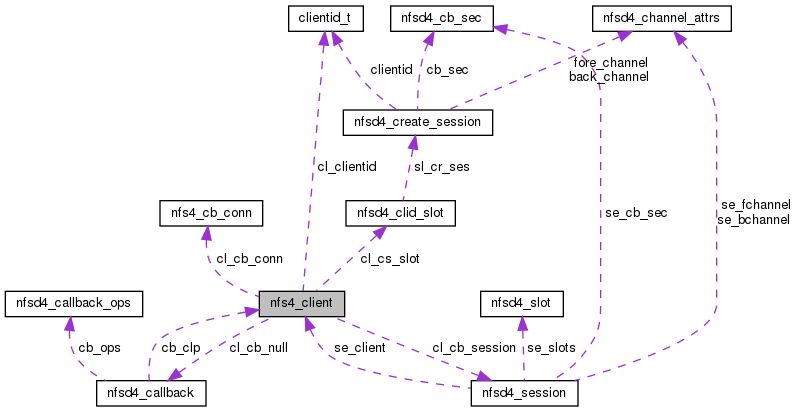 clientid_t
nfsd4_cb_sec
nfsd4_channel_attrs
clientid
cb_sec
fore_channel
back_channel
nfsd4_create_session
cl_clientid
sl_cr_ses
nfs4_cb_conn
nfsd4_clid_slot
se_cb_sec
se_fchannel
se_bchannel
cl_cb_conn
cl_cs_slot
nfsd4_callback_ops
nfs4_client
nfsd4_slot
cb_ops
cb_clp
cl_cb_null
se_client
cl_cb_session
se_slots
nfsd4_callback
nfsd4_session